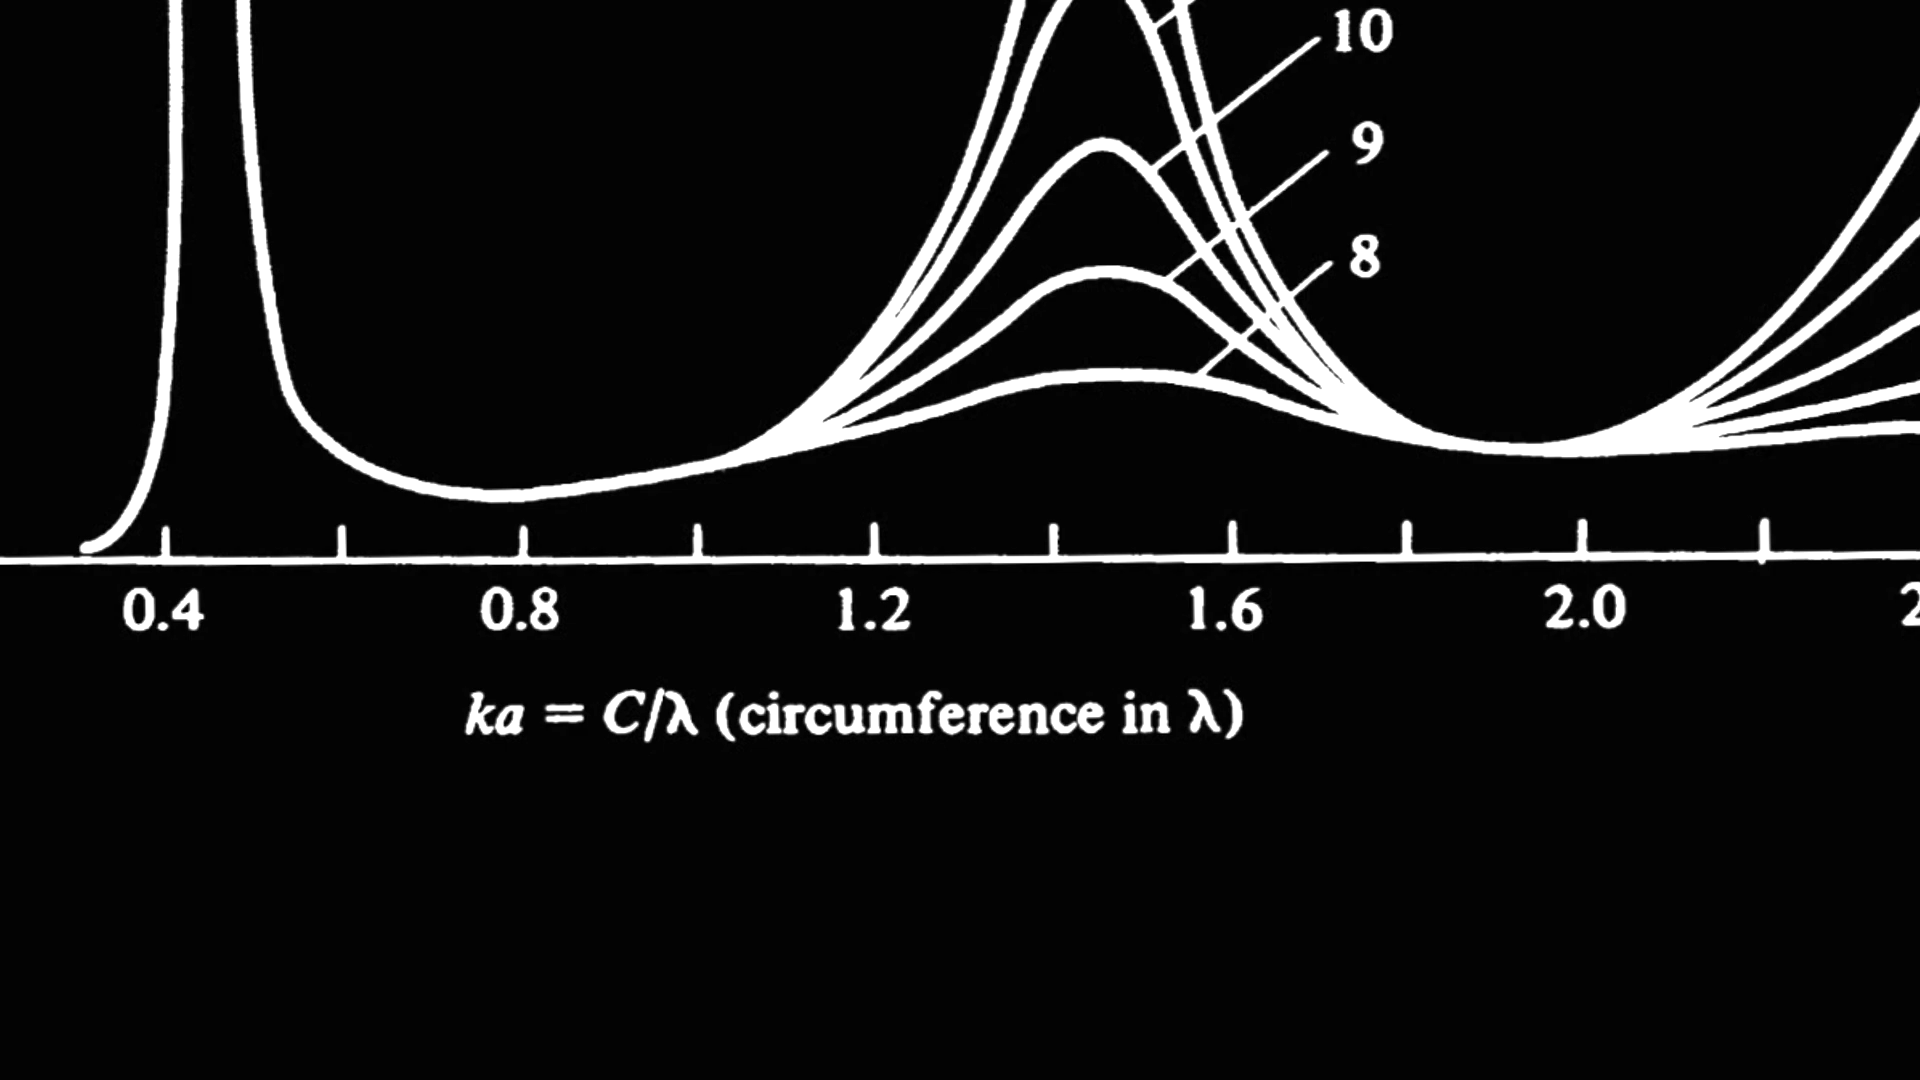 10
9
8
0.4 0.8 1.2 1.6 2.0
ka = C/λ (circumference in λ)